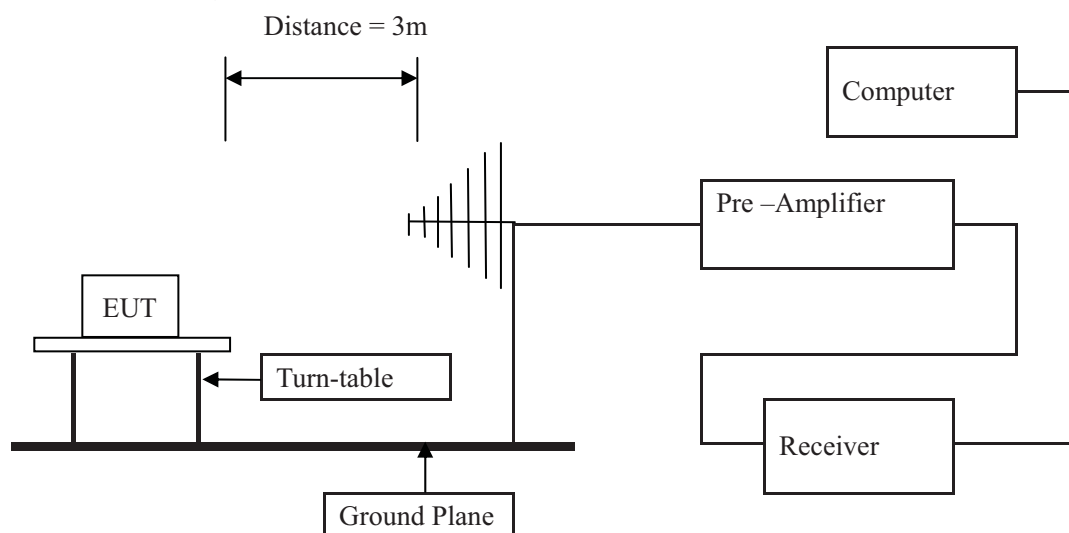 Distance = 3m
Computer
Pre –Amplifier
EUT
Turn-table
Receiver
Ground Plane